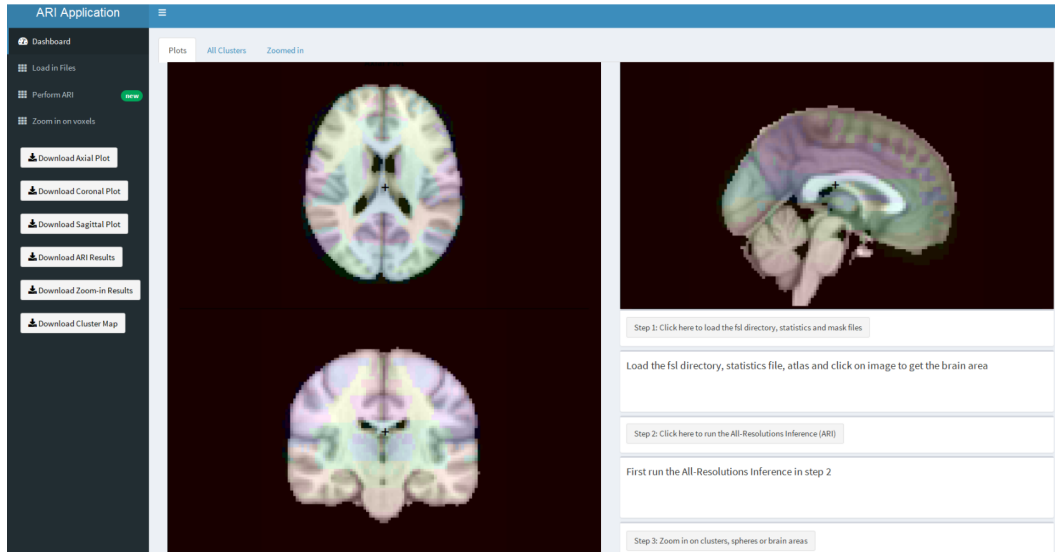 ARI Application
Dashboard
Load in Files
Perform ARI new
Zoom in on voxels
Download Axial Plot
Download Coronal Plot
Download Sagittal Plot
Download ARI Results
Download Zoom-in Results
Download Cluster Map
Plots All Clusters Zoomed in
Step 1: Click here to load the fsl directory, statistics and mask files
Load the fsl directory, statistics file, atlas and click on image to get the brain area
Step 2: Click here to run the All-Resolutions Inference (ARI)
First run the All-Resolutions Inference in step 2
Step 3: Zoom in on clusters, spheres or brain areas